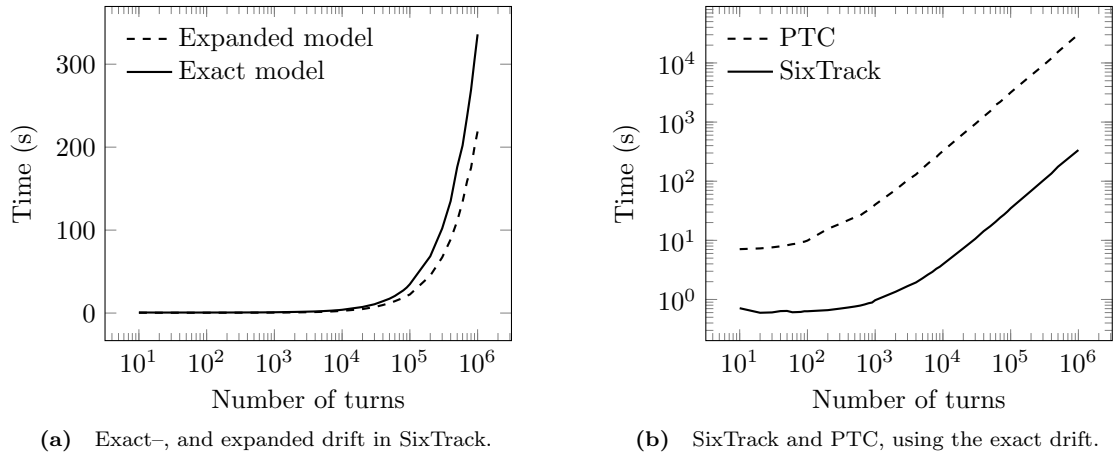 Expanded model
Exact model
300
200
100
0
Time (s)
10^1 10^2 10^3 10^4 10^5 10^6
Number of turns
(a) Exact–, and expanded drift in SixTrack.
PTC
SixTrack
10^4
10^3
10^2
10^1
10^0
Time (s)
10^1 10^2 10^3 10^4 10^5 10^6
Number of turns
(b) SixTrack and PTC, using the exact drift.